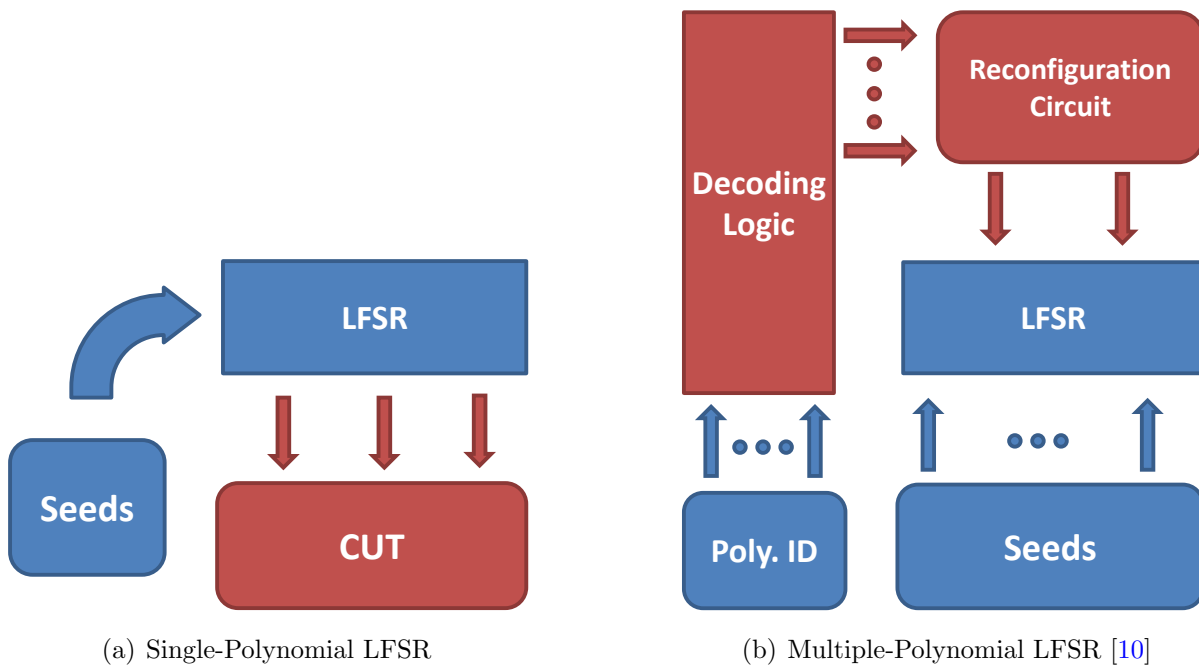 LFSR
Seeds
CUT
(a) Single-Polynomial LFSR
Decoding
Logic
Reconfiguration
Circuit
LFSR
Poly. ID
Seeds
(b) Multiple-Polynomial LFSR [10]